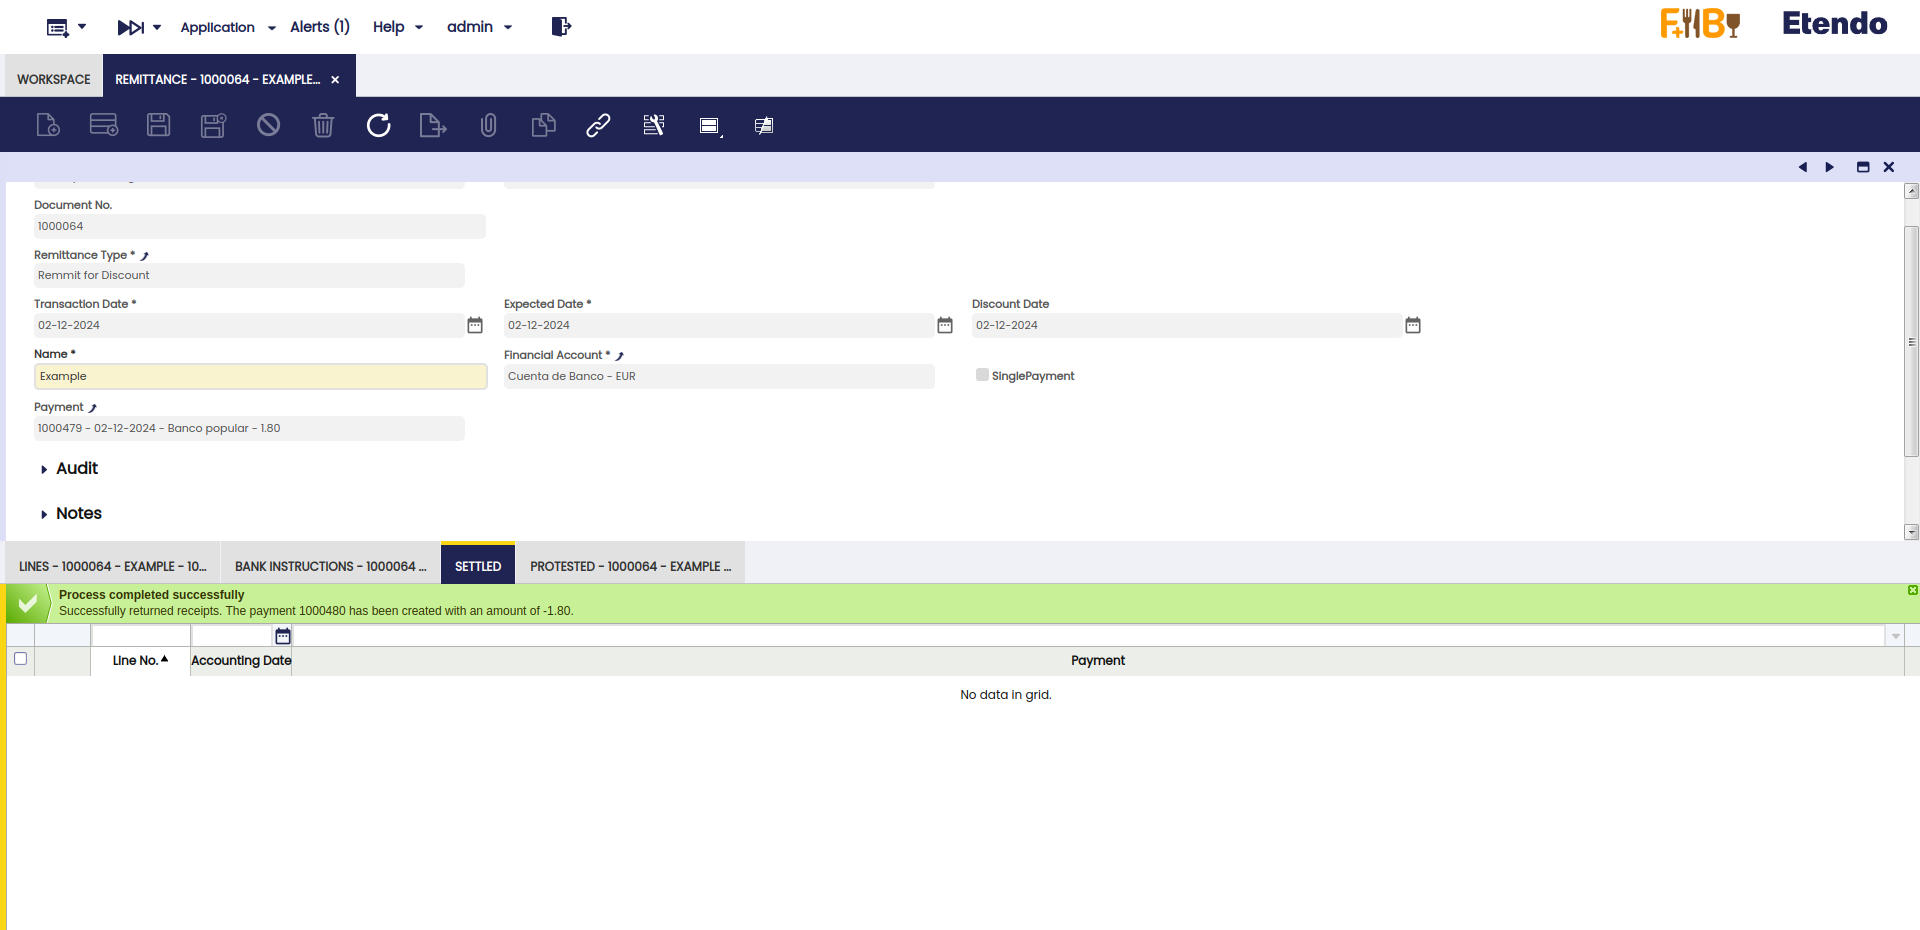 Application
Alerts (1)
Help
admin
F+B
Etendo
WORKSPACE
REMITTANCE - 1000064 - EXAMPLE...
Document No.
1000064
Remittance Type *
Remmit for Discount
Transaction Date *
Expected Date *
Discount Date
02-12-2024
02-12-2024
02-12-2024
Name *
Financial Account *
Example
Cuenta de Banco - EUR
SinglePayment
Payment
1000479 - 02-12-2024 - Banco popular - 1.80
Audit
Notes
LINES - 1000064 - EXAMPLE - 10...
BANK INSTRUCTIONS - 1000064 ...
SETTLED
PROTESTED - 1000064 - EXAMPLE ...
Process completed successfully
Successfully returned receipts. The payment 1000480 has been created with an amount of -1.80.
Line No.
Accounting Date
Payment
No data in grid.